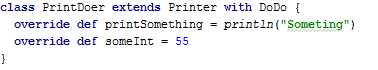 class PrintDoer extends Printer with DoDo {
override def printSomething = println("Someting")
override def someInt = 55
}